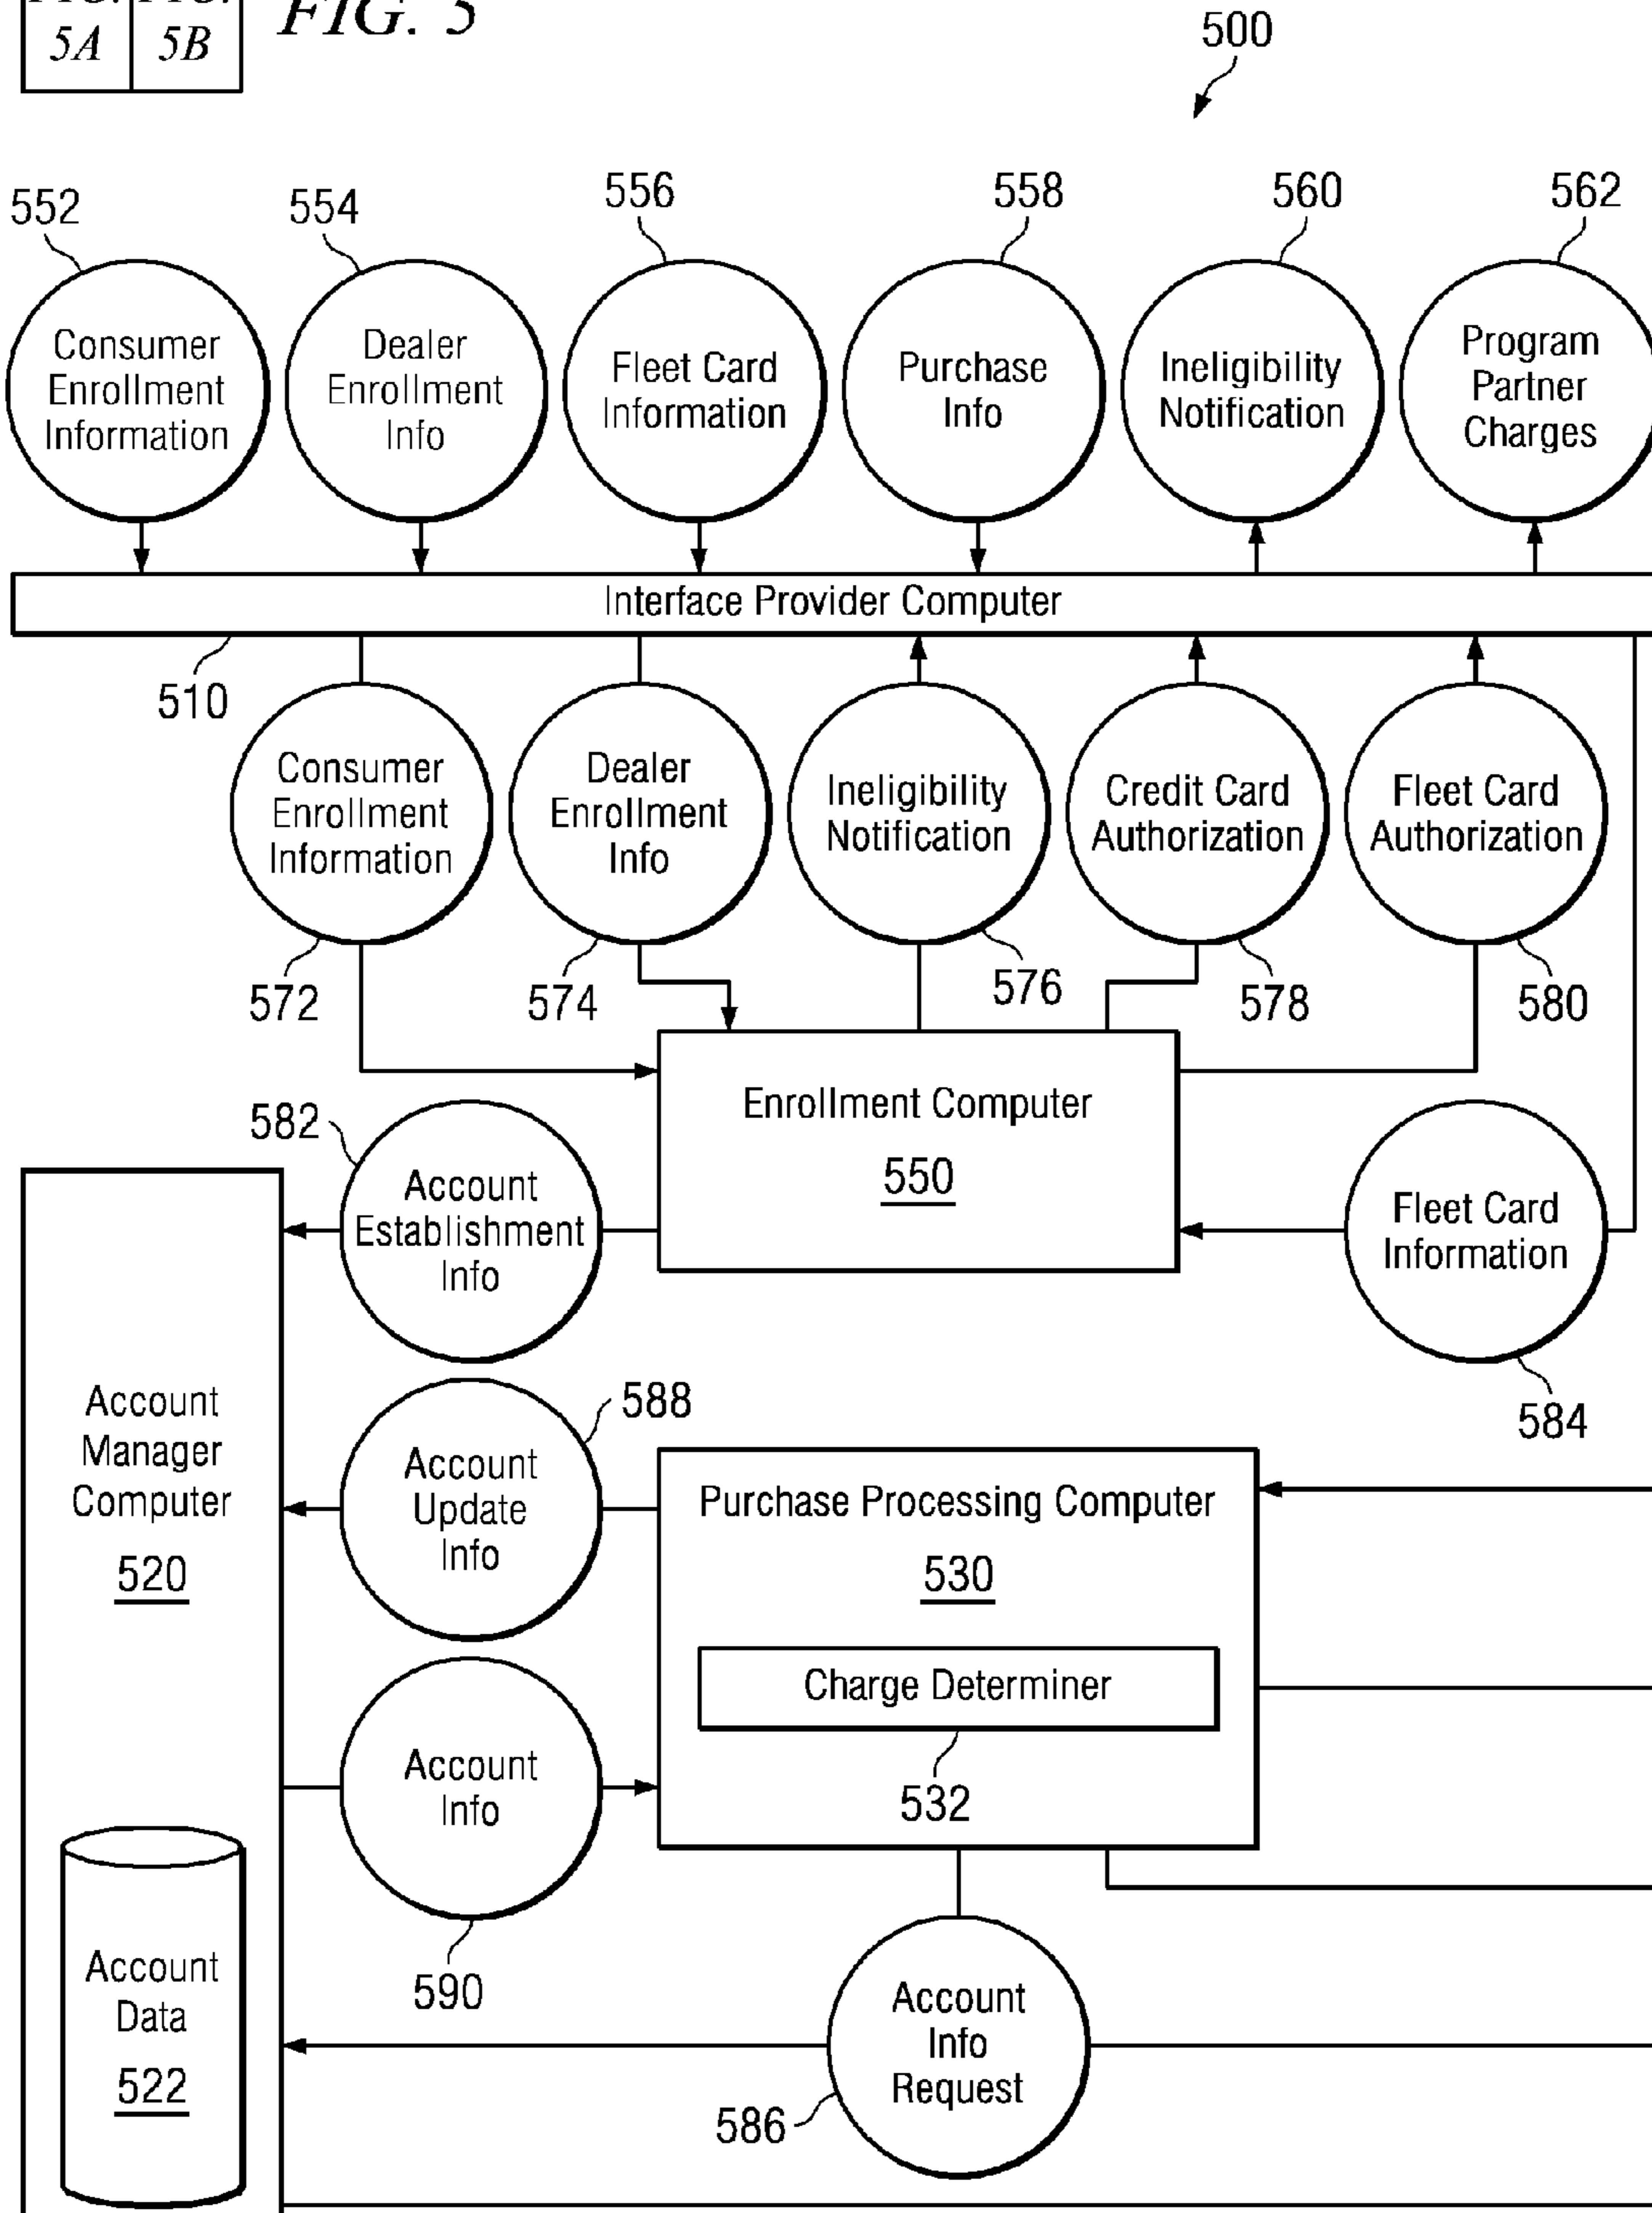 FIG. 5
5A 5B
500
552 554 556 558 560 562
Consumer
Enrollment
Information
Dealer
Enrollment
Info
Fleet Card
Information
Purchase
Info
Ineligibility
Notification
Program
Partner
Charges
Interface Provider Computer
510
Consumer
Enrollment
Information
Dealer
Enrollment
Info
Ineligibility
Notification
Credit Card
Authorization
Fleet Card
Authorization
572 574 576 578 580
Enrollment Computer
550
582
Account
Establishment
Info
Fleet Card
Information
584
Account
Manager
Computer
520
588
Account
Update
Info
Purchase Processing Computer
530
Charge Determiner
532
Account
Info
590
Account
Data
522
Account
Info
Request
586